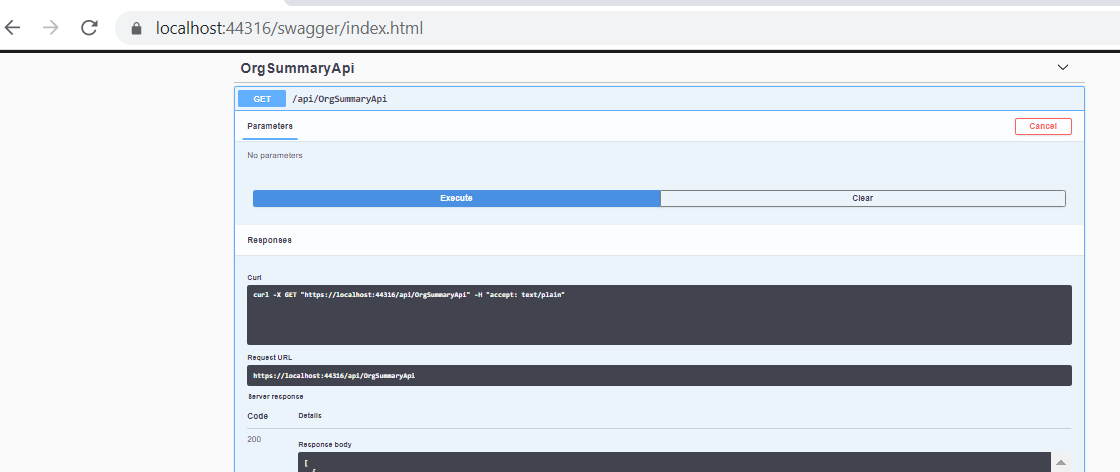 localhost:44316/swagger/index.html
OrgSummaryApi
GET /api/OrgSummaryApi
Parameters Cancel
No parameters
Execute Clear
Responses
Curl
curl -X GET "https://localhost:44316/api/OrgSummaryApi" -H "accept: text/plain"
Request URL
https://localhost:44316/api/OrgSummaryApi
Server response
Code Details
200
Response body
[
{